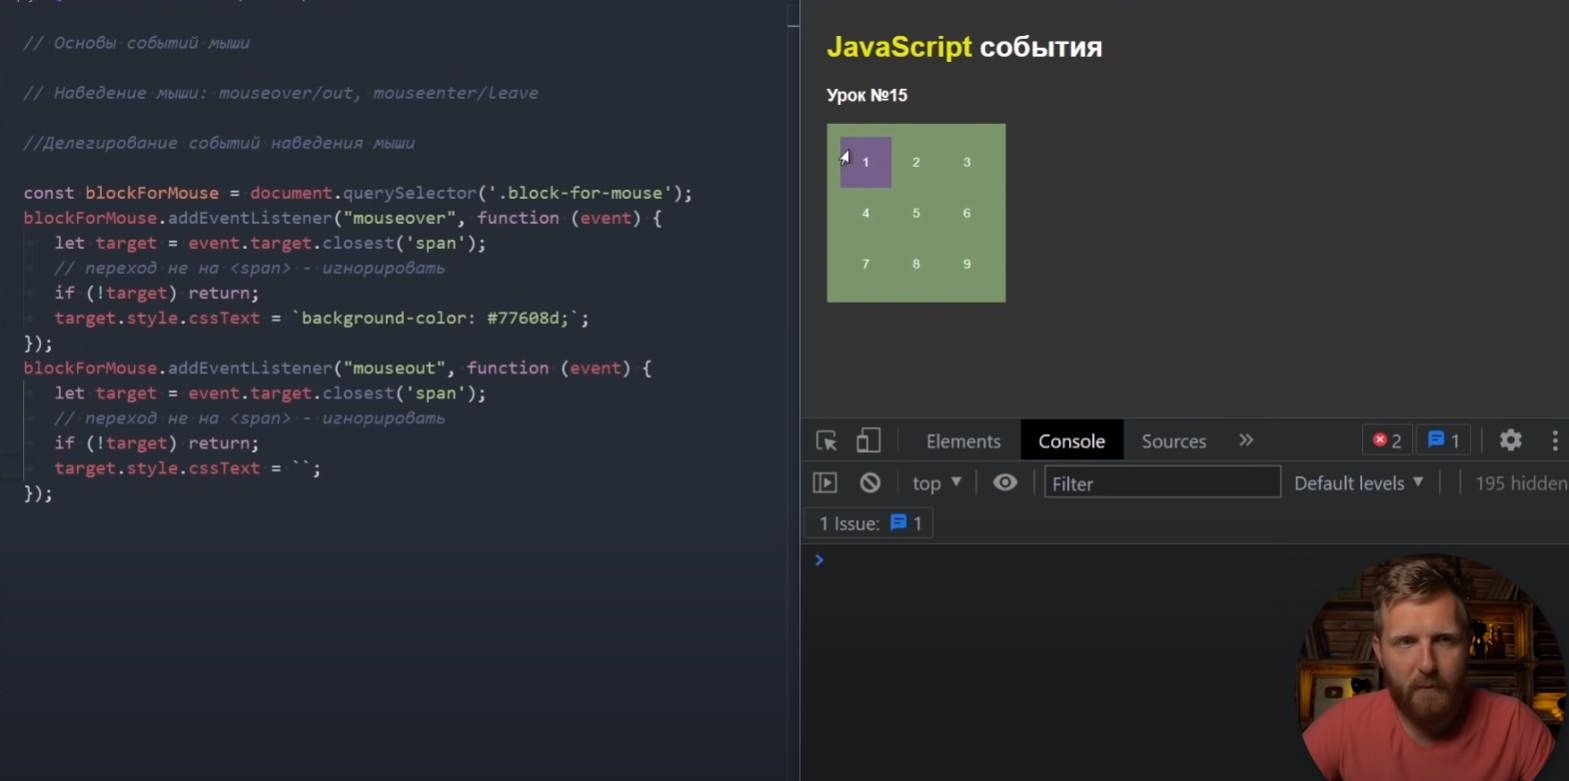 // Основы событий мыши
// Наведение мыши: mouseover/out, mouseenter/leave
//Делегирование событий наведения мыши
const blockForMouse = document.querySelector('.block-for-mouse');
blockForMouse.addEventListener("mouseover", function (event) {
let target = event.target.closest('span');
// переход не на <span> - игнорировать
if (!target) return;
target.style.cssText = `background-color: #77608d;`;
});
blockForMouse.addEventListener("mouseout", function (event) {
let target = event.target.closest('span');
// переход не на <span> - игнорировать
if (!target) return;
target.style.cssText = ``;
});
JavaScript события
Урок №15
1 2 3
4 5 6
7 8 9
Elements Console Sources » 2 1
top Filter Default levels 195 hidden
1 Issue: 1